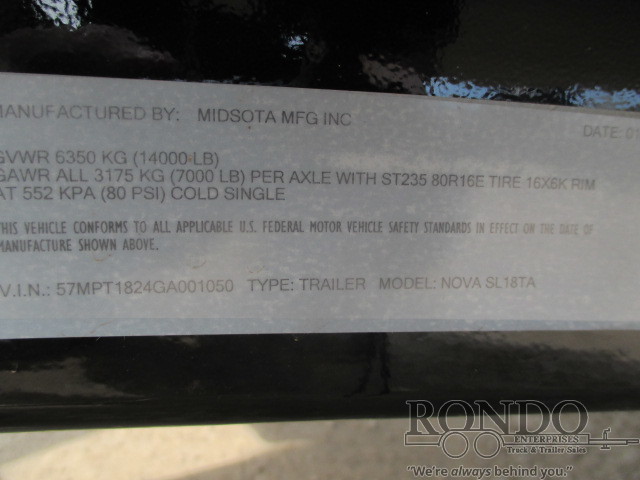 MANUFACTURED BY: MIDSOTA MFG INC
DATE: 01
GVWR 6350 KG (14000-LB)
GAWR ALL 3175 KG (7000 LB) PER AXLE WITH ST235 80R16E TIRE 16X6K RIM
AT 552 KPA (80 PSI) COLD SINGLE
THIS VEHICLE CONFORMS TO ALL APPLICABLE U.S. FEDERAL MOTOR VEHICLE SAFETY STANDARDS IN EFFECT ON
MANUFACTURE SHOWN ABOVE.
V.I.N.: 57MPT1824GA001050 TYPE: TRAILER MODEL: NOVA SL18TA
RONDO
ENTERPRISES
Truck & Trailer Sales
"We're always behind you."